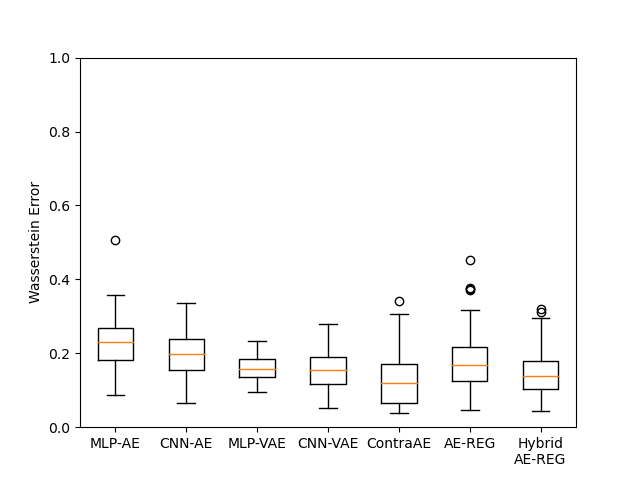 1.0
0.8
0.6
0.4
0.2
0.0
Wasserstein Error
MLP-AE
CNN-AE
MLP-VAE
CNN-VAE
ContraAE
AE-REG
Hybrid
AE-REG